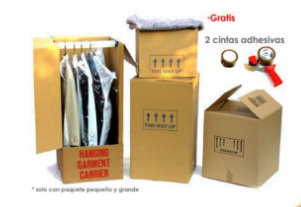 *Gratis
2 cintas adhesivas
THIS WAY UP
THIS WAY UP
HANGING
GARMENT
CARRIER
* solo con paquete pequeño y grande